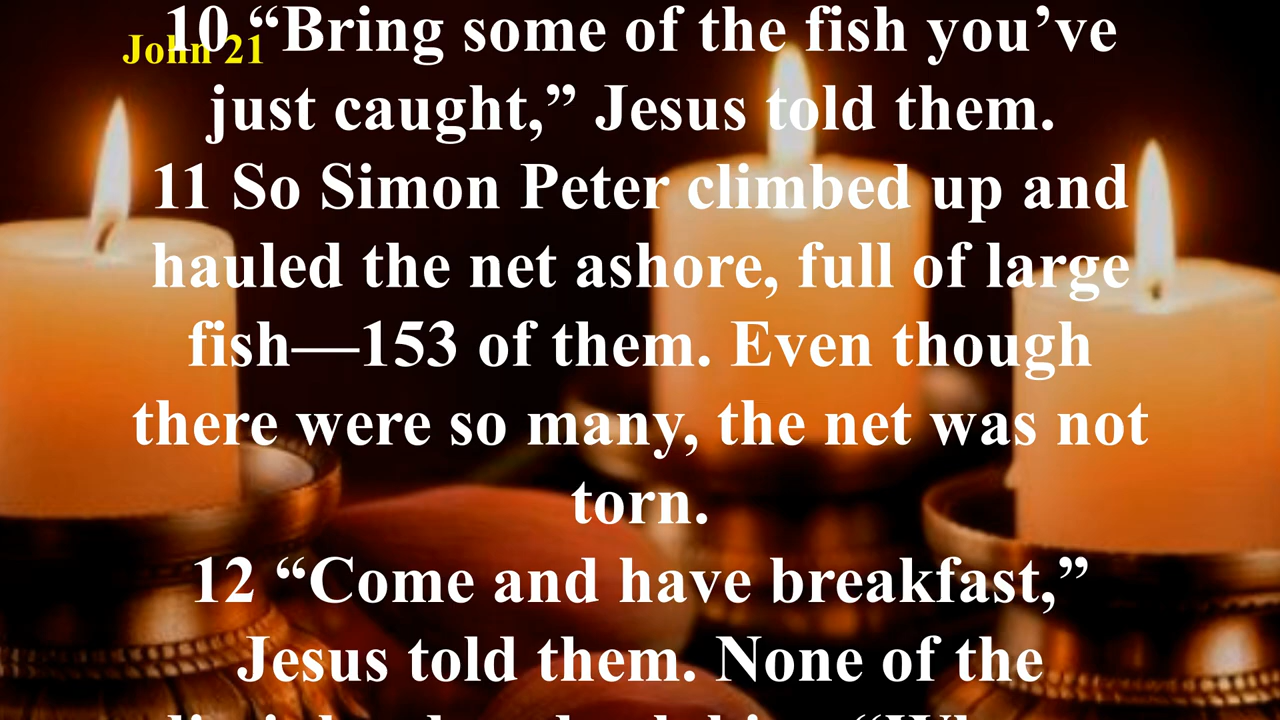 John 21
10 “Bring some of the fish you’ve
just caught,” Jesus told them.
11 So Simon Peter climbed up and
hauled the net ashore, full of large
fish—153 of them. Even though
there were so many, the net was not
torn.
12 “Come and have breakfast,”
Jesus told them. None of the